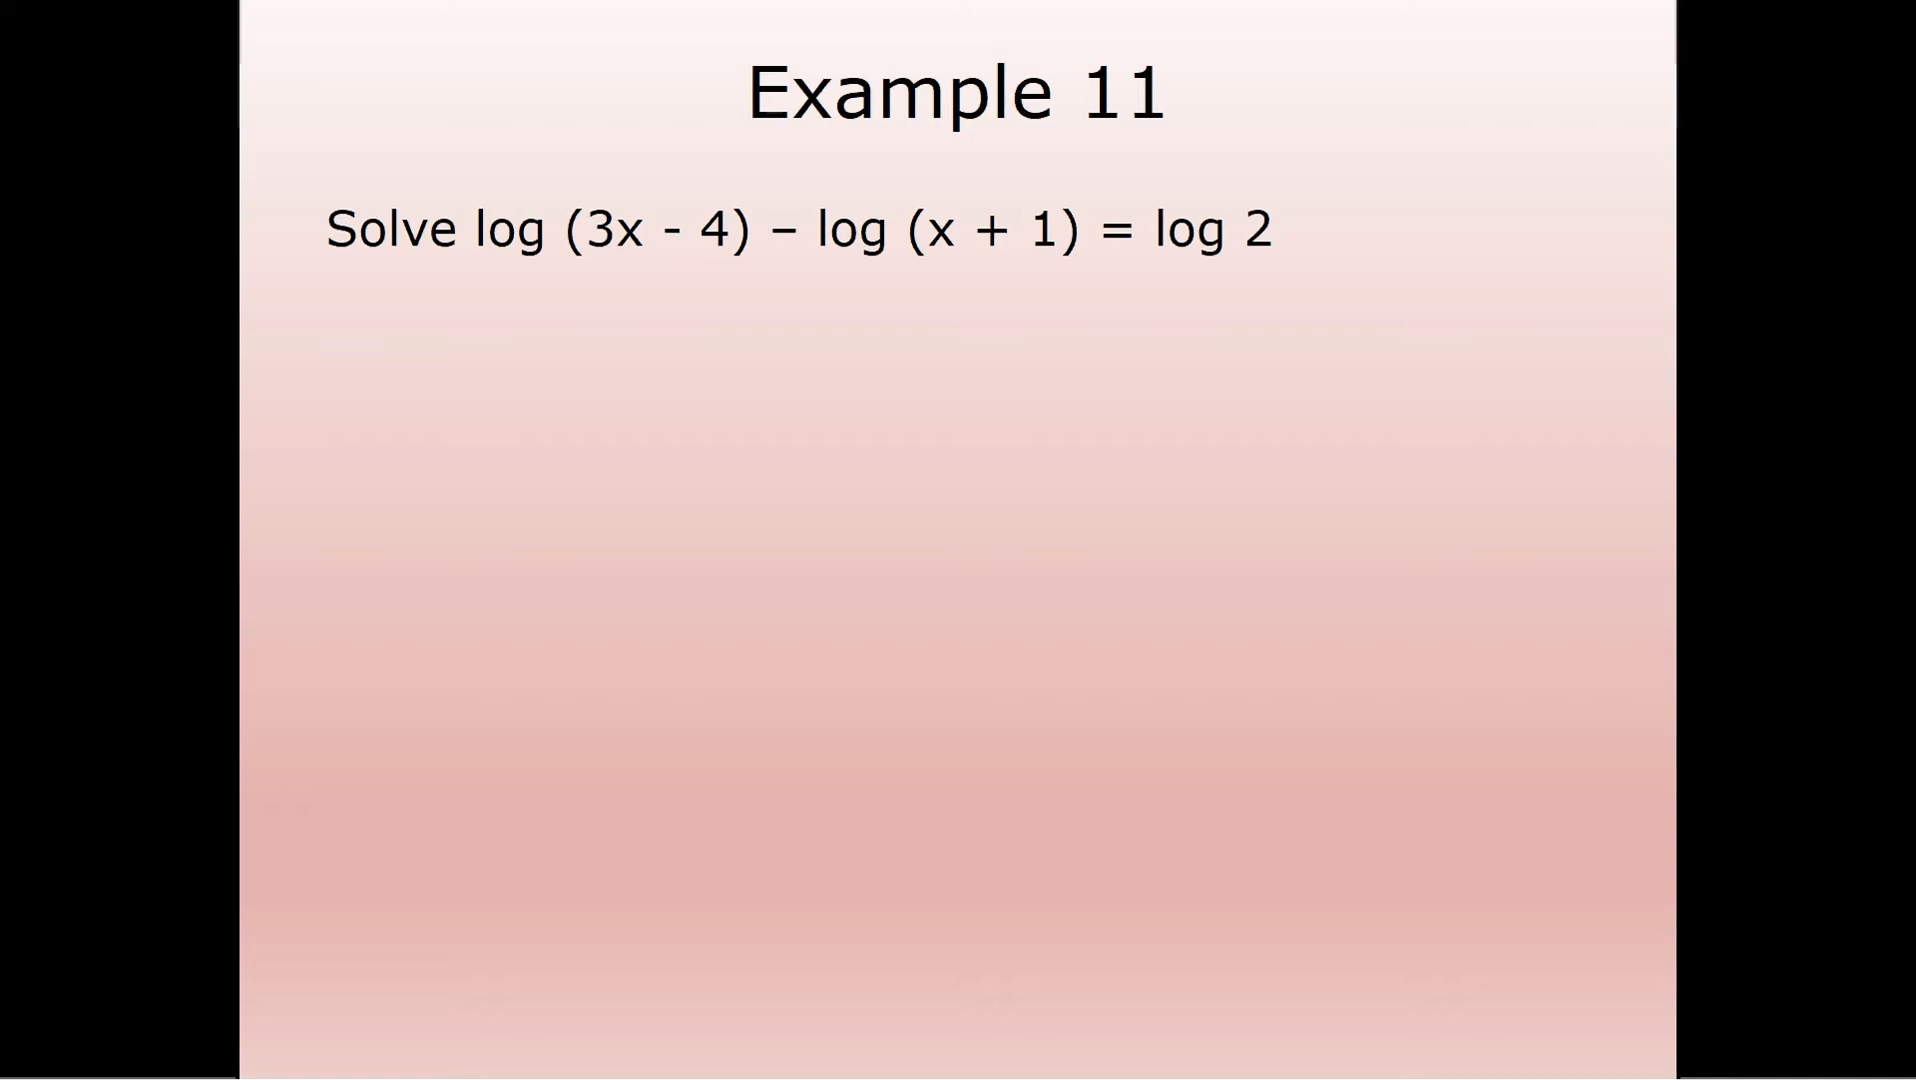 Example 11
Solve log (3x - 4) – log (x + 1) = log 2